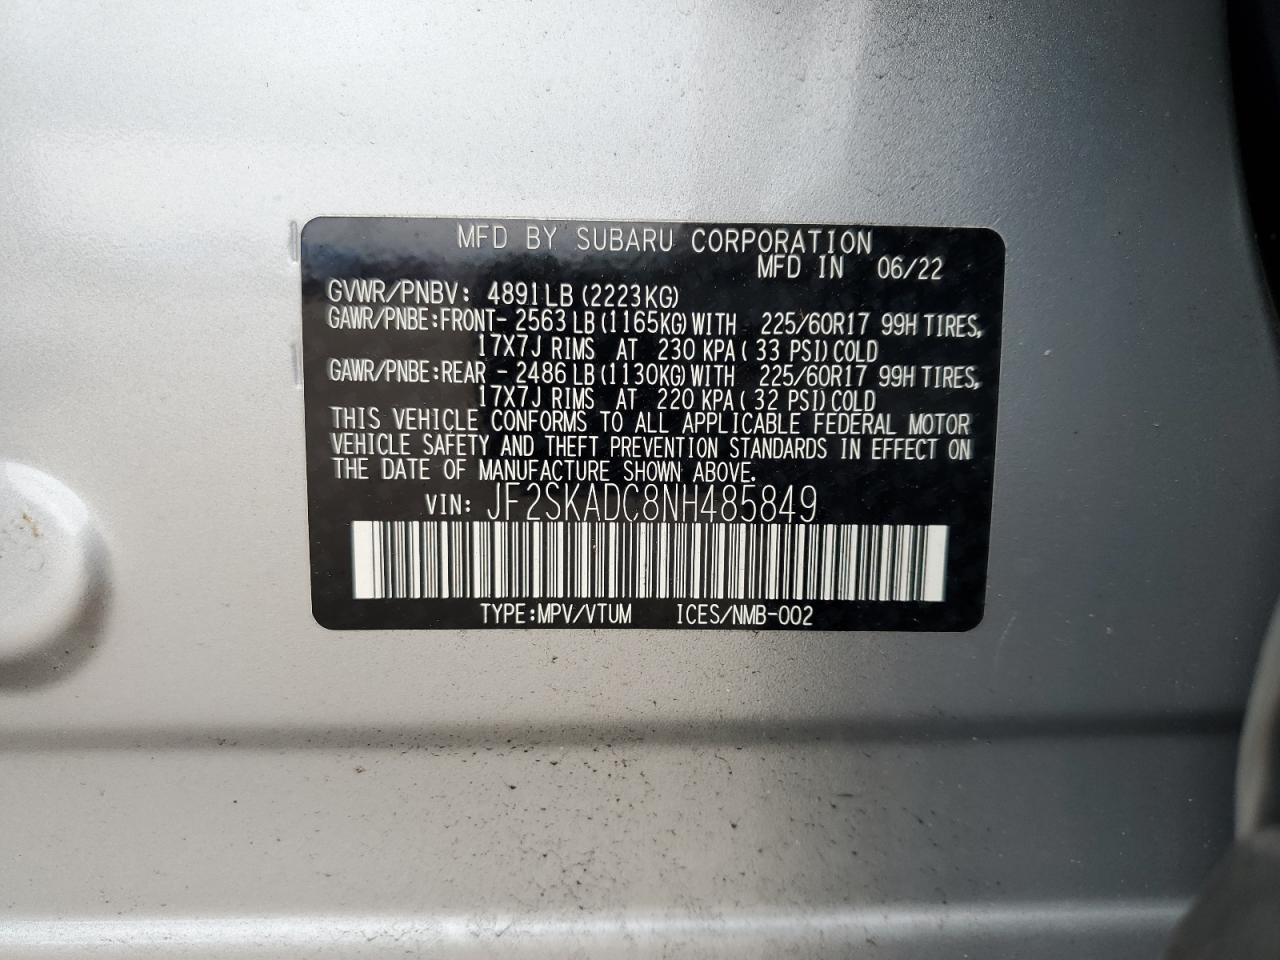 MFD BY SUBARU CORPORATION
MFD IN 06/22
GVWR/PNBV: 4891LB (2223KG)
GAWR/PNBE:FRONT- 2563 LB (1165KG) WITH 225/60R17 99H TIRES,
17X7J RIMS AT 230 KPA ( 33 PSI) COLD
GAWR/PNBE:REAR - 2486 LB (1130KG) WITH 225/60R17 99H TIRES,
17X7J RIMS AT 220 KPA ( 32 PSI) COLD
THIS VEHICLE CONFORMS TO ALL APPLICABLE FEDERAL MOTOR
VEHICLE SAFETY AND THEFT PREVENTION STANDARDS IN EFFECT ON
THE DATE OF MANUFACTURE SHOWN ABOVE.
VIN: JF2SKADC8NH485849
TYPE:MPV/VTUM ICES/NMB-002